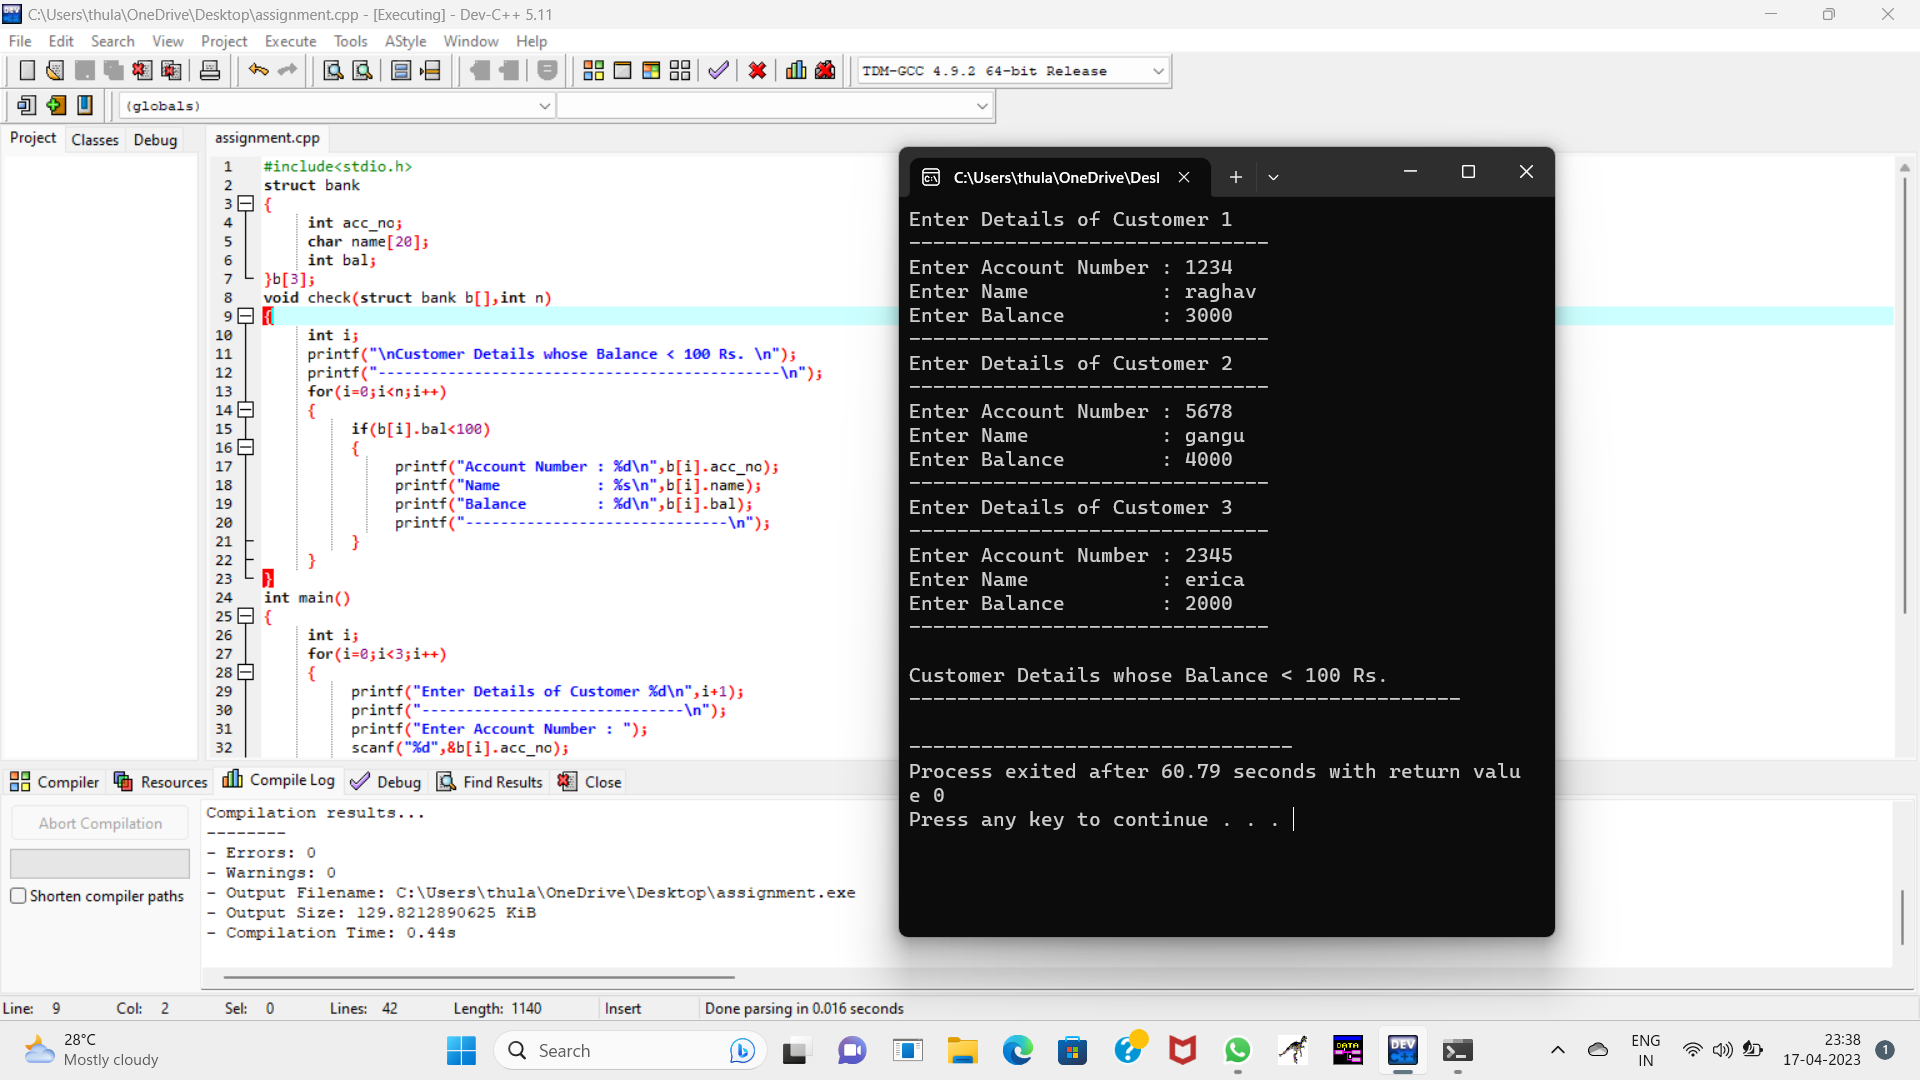 C:\Users\thula\OneDrive\Desktop\assignment.cpp - [Executing] - Dev-C++ 5.11
File Edit Search View Project Execute Tools AStyle Window Help
TDM-GCC 4.9.2 64-bit Release
(globals)
Project Classes Debug
assignment.cpp
1 #include<stdio.h>
2 struct bank
3 {
4 int acc_no;
5 char name[20];
6 int bal;
7 }b[3];
8 void check(struct bank b[],int n)
9 {
10 int i;
11 printf("\nCustomer Details whose Balance < 100 Rs. \n");
12 printf("----------------------------------------------\n");
13 for(i=0;i<n;i++)
14 {
15 if(b[i].bal<100)
16 {
17 printf("Account Number : %d\n",b[i].acc_no);
18 printf("Name           : %s\n",b[i].name);
19 printf("Balance        : %d\n",b[i].bal);
20 printf("------------------------------\n");
21 }
22 }
23 }
24 int main()
25 {
26 int i;
27 for(i=0;i<3;i++)
28 {
29 printf("Enter Details of Customer %d\n",i+1);
30 printf("------------------------------\n");
31 printf("Enter Account Number : ");
32 scanf("%d",&b[i].acc_no);
C:\Users\thula\OneDrive\Desl
Enter Details of Customer 1
------------------------------
Enter Account Number : 1234
Enter Name           : raghav
Enter Balance        : 3000
------------------------------
Enter Details of Customer 2
------------------------------
Enter Account Number : 5678
Enter Name           : gangu
Enter Balance        : 4000
------------------------------
Enter Details of Customer 3
------------------------------
Enter Account Number : 2345
Enter Name           : erica
Enter Balance        : 2000
------------------------------
Customer Details whose Balance < 100 Rs.
----------------------------------------------
--------------------------------
Process exited after 60.79 seconds with return valu
e 0
Press any key to continue . . .
Compiler Resources Compile Log Debug Find Results Close
Abort Compilation
Shorten compiler paths
Compilation results...
--------
- Errors: 0
- Warnings: 0
- Output Filename: C:\Users\thula\OneDrive\Desktop\assignment.exe
- Output Size: 129.8212890625 KiB
- Compilation Time: 0.44s
Line: 9 Col: 2 Sel: 0 Lines: 42 Length: 1140 Insert Done parsing in 0.016 seconds
28°C
Mostly cloudy
Search
DATA
DEV
C++
ENG
IN
23:38
17-04-2023
1